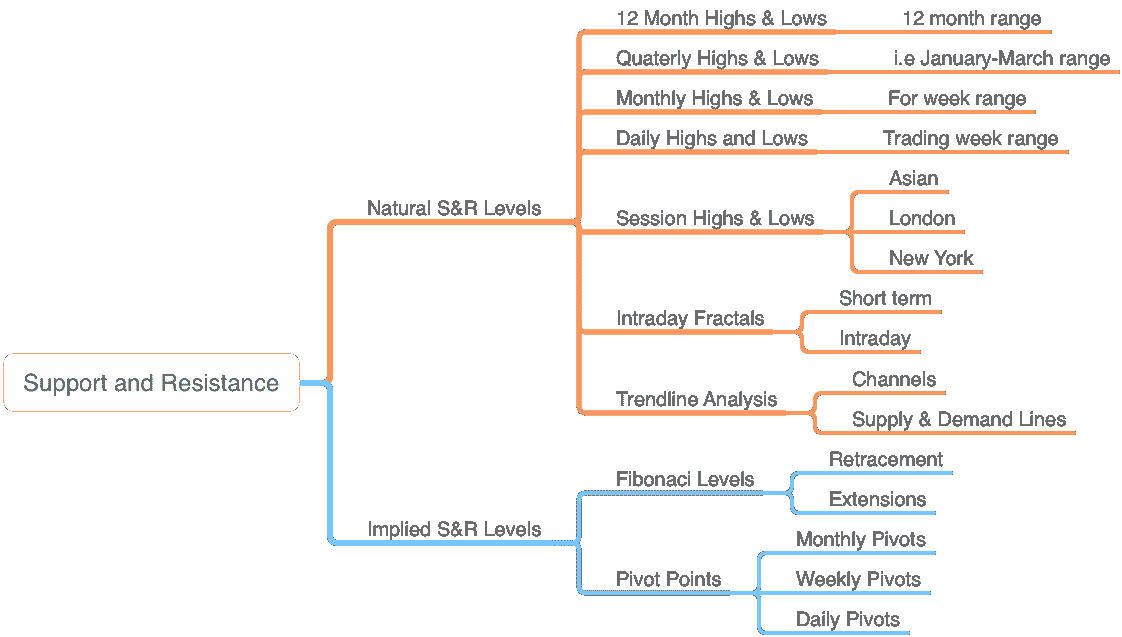 12 Month Highs & Lows
12 month range
Quaterly Highs & Lows
i.e January-March range
Monthly Highs & Lows
For week range
Daily Highs and Lows
Trading week range
Natural S&R Levels
Session Highs & Lows
Asian
London
New York
Intraday Fractals
Short term
Intraday
Trendline Analysis
Channels
Supply & Demand Lines
Support and Resistance
Implied S&R Levels
Fibonaci Levels
Retracement
Extensions
Pivot Points
Monthly Pivots
Weekly Pivots
Daily Pivots